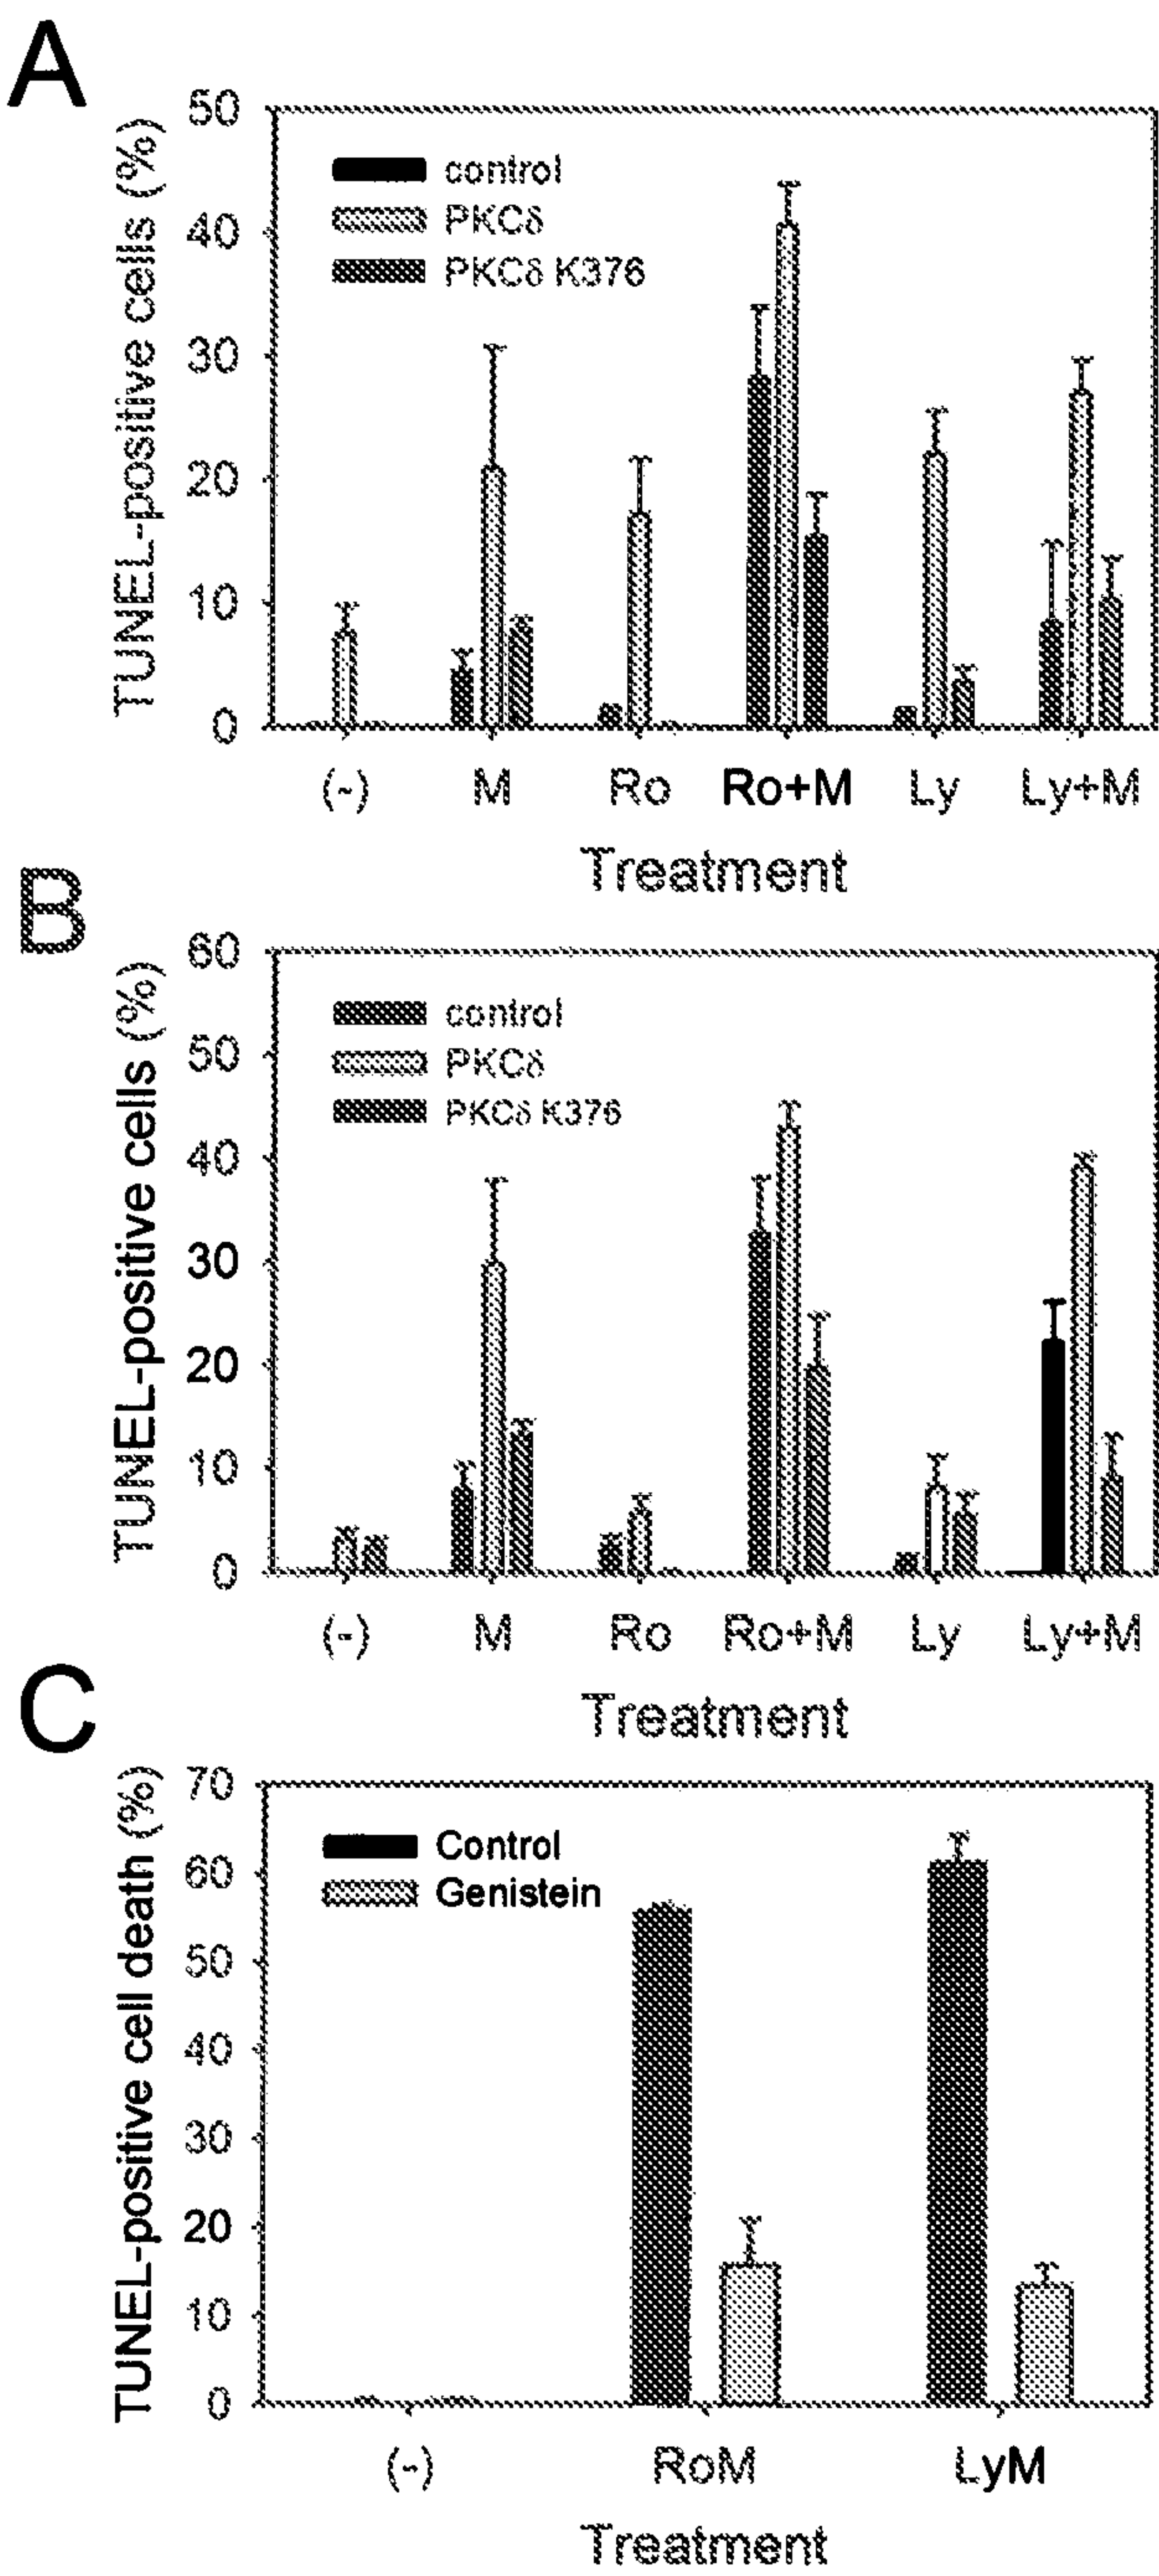 A
TUNEL-positive cells (%)
50
40
30
20
10
0
control
PKCδ
PKCδ K376
(-) M Ro Ro+M Ly Ly+M
Treatment
B
TUNEL-positive cells (%)
60
50
40
30
20
10
0
control
PKCδ
PKCδ K376
(-) M Ro Ro+M Ly Ly+M
Treatment
C
TUNEL-positive cell death (%)
70
60
50
40
30
20
10
0
Control
Genistein
(-) RoM LyM
Treatment